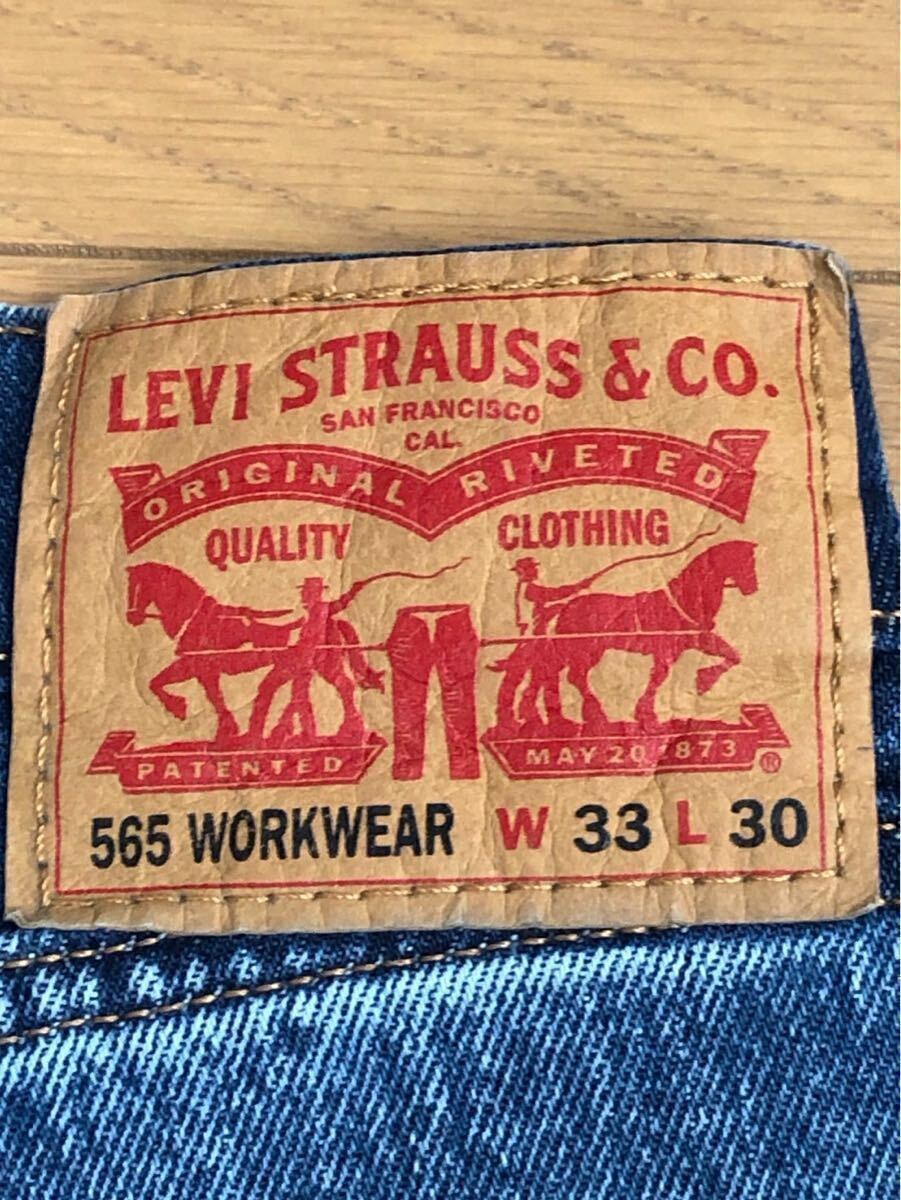 LEVI STRAUSS & CO.
SAN FRANCISCO
CAL.
ORIGINAL RIVETED
QUALITY CLOTHING
PATENTED MAY 20 1873 ®
565 WORKWEAR W 33 L 30